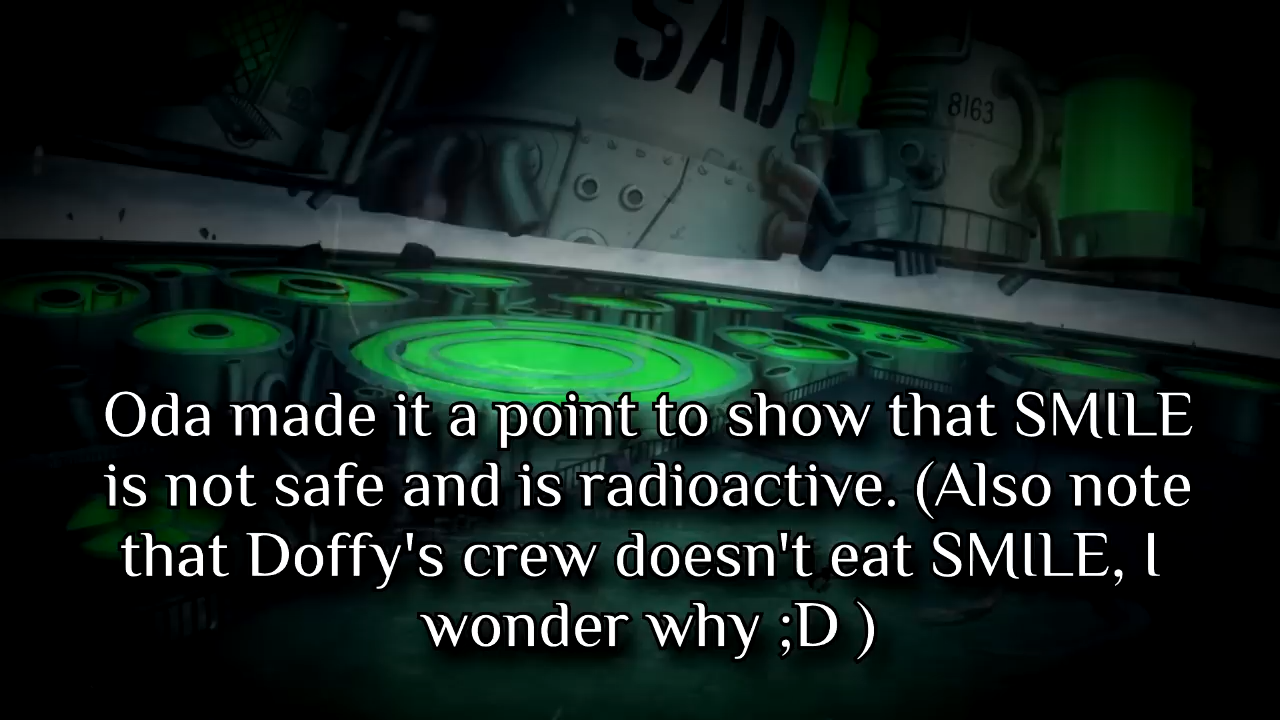 SAD
8163
Oda made it a point to show that SMILE
is not safe and is radioactive. (Also note
that Doffy's crew doesn't eat SMILE, I
wonder why ;D )